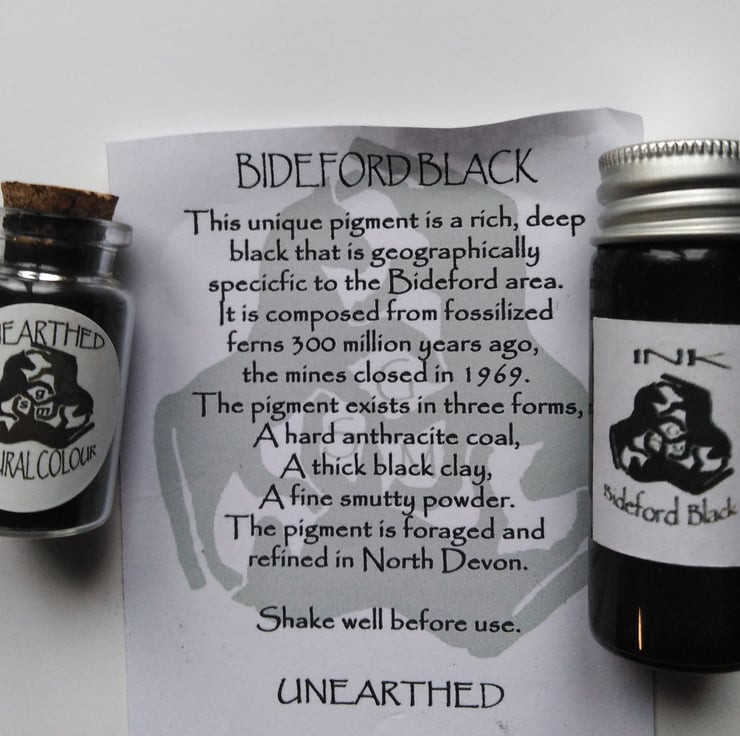 BIDEFORD BLACK
This unique pigment is a rich, deep
black that is geographically
specicfic to the Bideford area.
It is composed from fossilized
ferns 300 million years ago,
the mines closed in 1969.
The pigment exists in three forms,
A hard anthracite coal,
A thick black clay,
A fine smutty powder.
The pigment is foraged and
refined in North Devon.
Shake well before use.
UNEARTHED
EARTHED
g
s m
RAL COLOUR
INK
Bideford Black